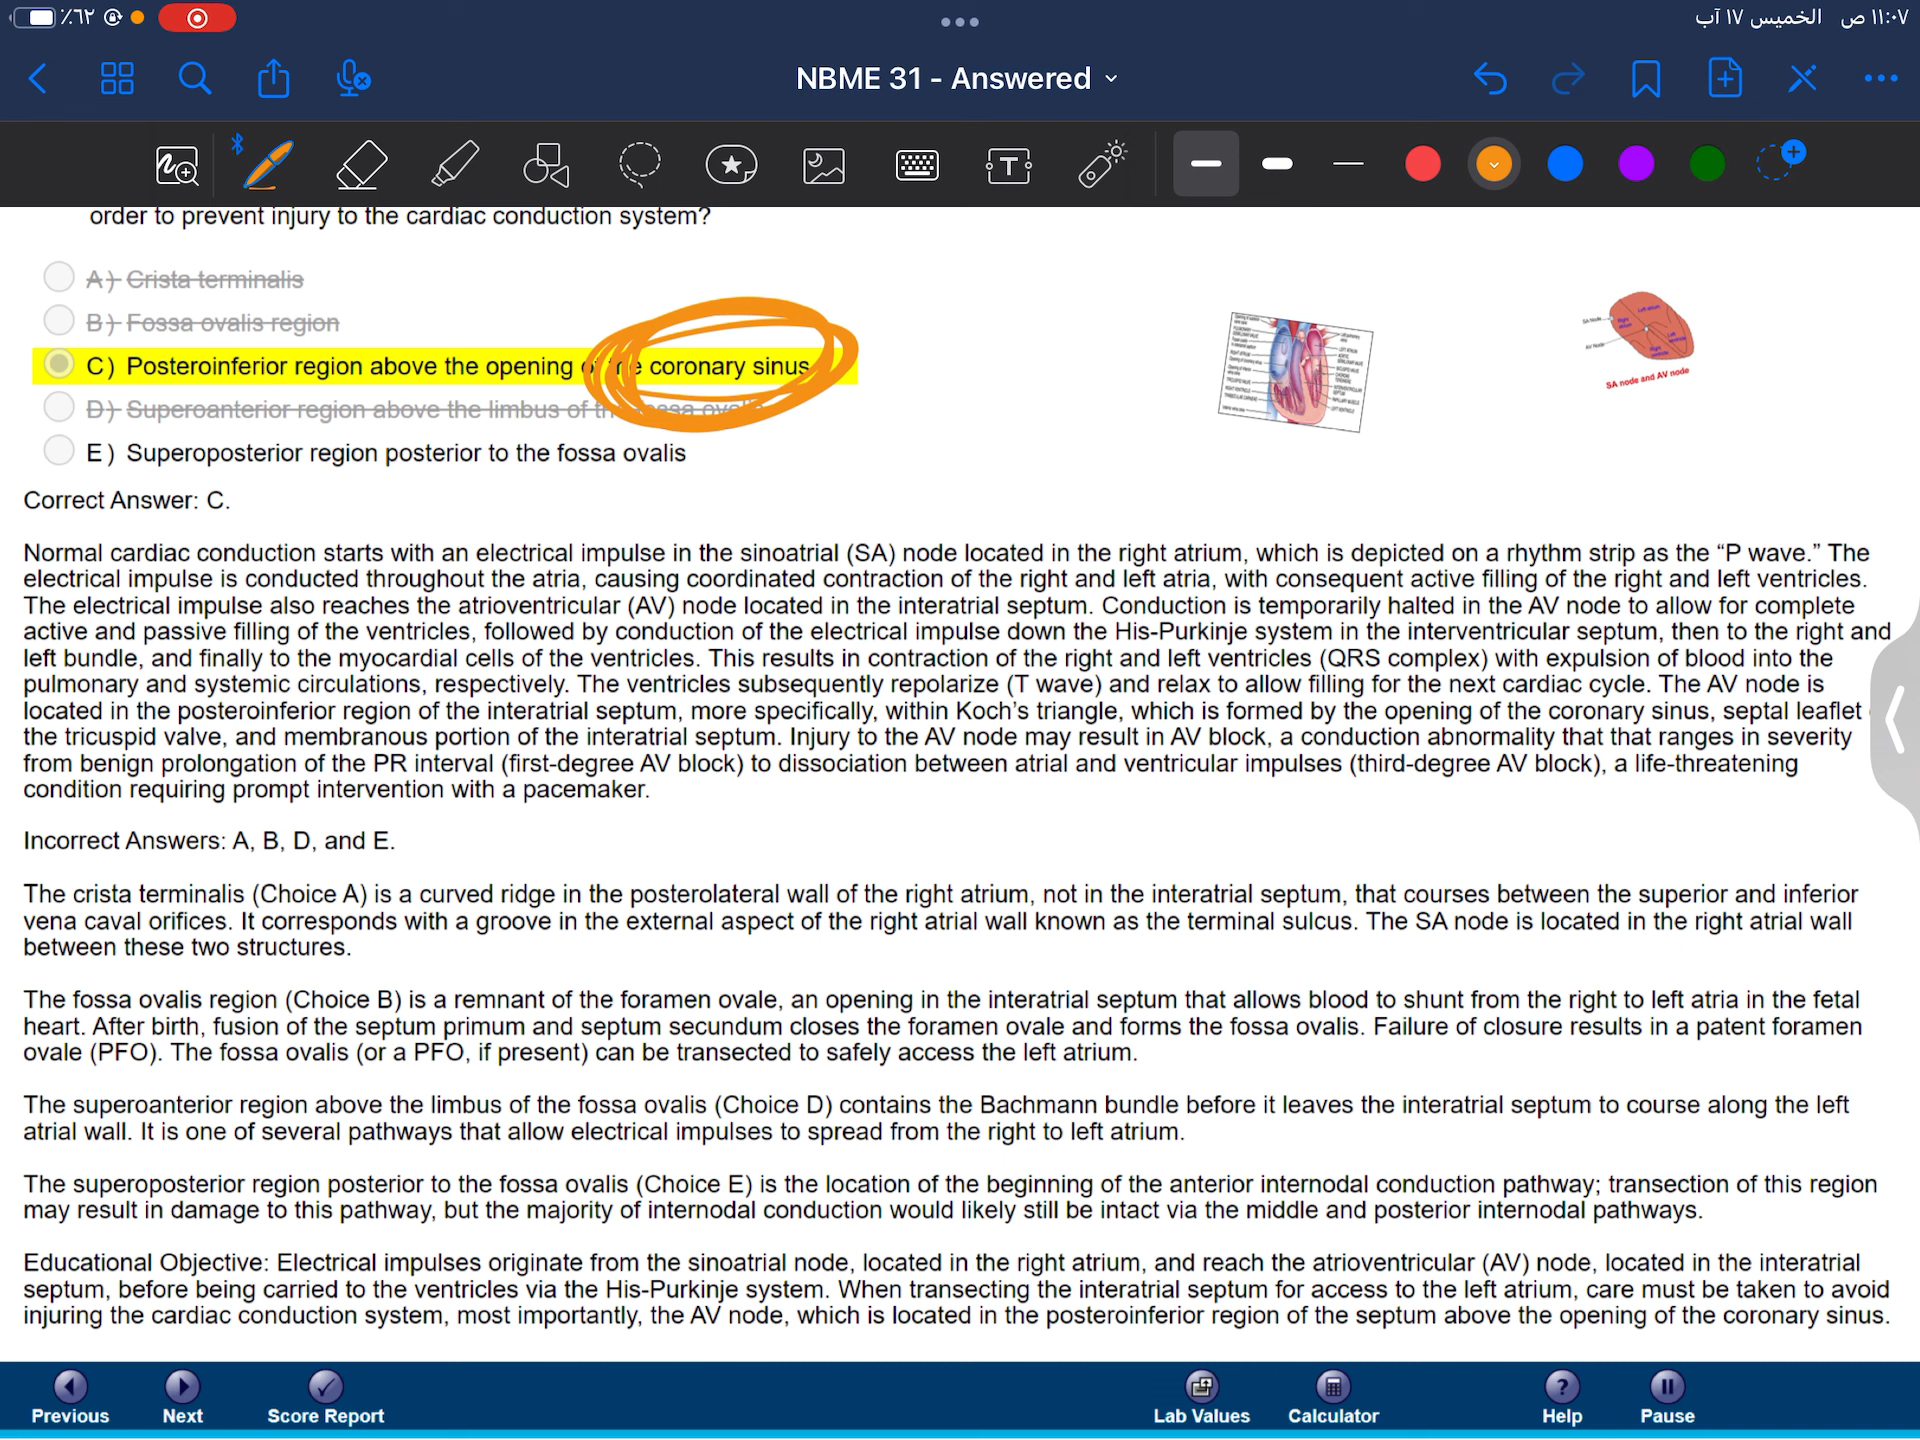 ٪٦٢
الخميس ١٧ آب ١١:٠٧ ص
NBME 31 - Answered
T
order to prevent injury to the cardiac conduction system?
A) Crista terminalis
B) Fossa ovalis region
C) Posteroinferior region above the opening of the coronary sinus
D) Superoanterior region above the limbus of the fossa ovalis
E) Superoposterior region posterior to the fossa ovalis
SA node and AV node
Correct Answer: C.
Normal cardiac conduction starts with an electrical impulse in the sinoatrial (SA) node located in the right atrium, which is depicted on a rhythm strip as the “P wave.” The
electrical impulse is conducted throughout the atria, causing coordinated contraction of the right and left atria, with consequent active filling of the right and left ventricles.
The electrical impulse also reaches the atrioventricular (AV) node located in the interatrial septum. Conduction is temporarily halted in the AV node to allow for complete
active and passive filling of the ventricles, followed by conduction of the electrical impulse down the His-Purkinje system in the interventricular septum, then to the right and
left bundle, and finally to the myocardial cells of the ventricles. This results in contraction of the right and left ventricles (QRS complex) with expulsion of blood into the
pulmonary and systemic circulations, respectively. The ventricles subsequently repolarize (T wave) and relax to allow filling for the next cardiac cycle. The AV node is
located in the posteroinferior region of the interatrial septum, more specifically, within Koch’s triangle, which is formed by the opening of the coronary sinus, septal leaflet
the tricuspid valve, and membranous portion of the interatrial septum. Injury to the AV node may result in AV block, a conduction abnormality that that ranges in severity
from benign prolongation of the PR interval (first-degree AV block) to dissociation between atrial and ventricular impulses (third-degree AV block), a life-threatening
condition requiring prompt intervention with a pacemaker.
Incorrect Answers: A, B, D, and E.
The crista terminalis (Choice A) is a curved ridge in the posterolateral wall of the right atrium, not in the interatrial septum, that courses between the superior and inferior
vena caval orifices. It corresponds with a groove in the external aspect of the right atrial wall known as the terminal sulcus. The SA node is located in the right atrial wall
between these two structures.
The fossa ovalis region (Choice B) is a remnant of the foramen ovale, an opening in the interatrial septum that allows blood to shunt from the right to left atria in the fetal
heart. After birth, fusion of the septum primum and septum secundum closes the foramen ovale and forms the fossa ovalis. Failure of closure results in a patent foramen
ovale (PFO). The fossa ovalis (or a PFO, if present) can be transected to safely access the left atrium.
The superoanterior region above the limbus of the fossa ovalis (Choice D) contains the Bachmann bundle before it leaves the interatrial septum to course along the left
atrial wall. It is one of several pathways that allow electrical impulses to spread from the right to left atrium.
The superoposterior region posterior to the fossa ovalis (Choice E) is the location of the beginning of the anterior internodal conduction pathway; transection of this region
may result in damage to this pathway, but the majority of internodal conduction would likely still be intact via the middle and posterior internodal pathways.
Educational Objective: Electrical impulses originate from the sinoatrial node, located in the right atrium, and reach the atrioventricular (AV) node, located in the interatrial
septum, before being carried to the ventricles via the His-Purkinje system. When transecting the interatrial septum for access to the left atrium, care must be taken to avoid
injuring the cardiac conduction system, most importantly, the AV node, which is located in the posteroinferior region of the septum above the opening of the coronary sinus.
Previous Next Score Report Lab Values Calculator Help Pause